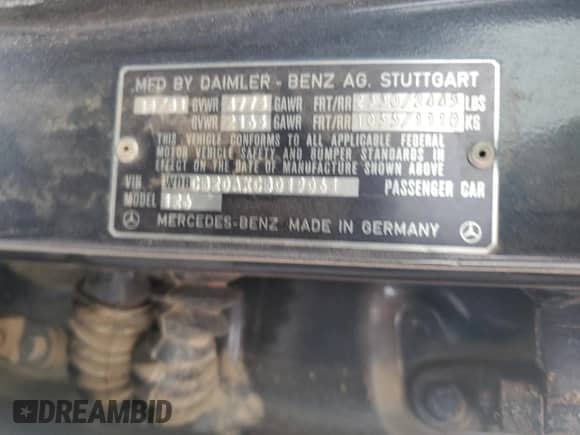 MFD BY DAIMLER - BENZ AG. STUTTGART
GVWR GAWR FRT/RR LBS
GVWR GAWR FRT/RR KG
THIS VEHICLE CONFORMS TO ALL APPLICABLE FEDERAL
MOTOR VEHICLE SAFETY AND BUMPER STANDARDS IN
EFFECT ON THE DATE OF MANUFACTURE SHOWN ABOVE
VIN PASSENGER CAR
MODEL
MERCEDES-BENZ MADE IN GERMANY
DREAMBID